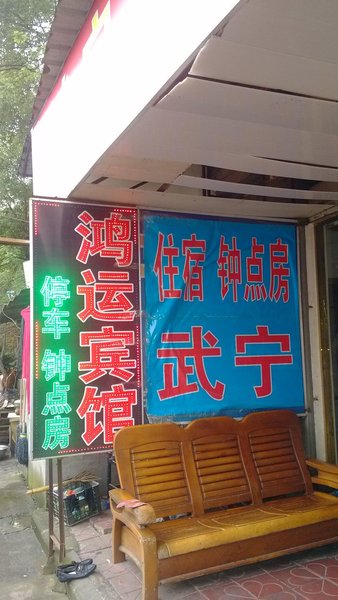 鸿运宾馆
停车 钟点房
住宿 钟点房
武宁